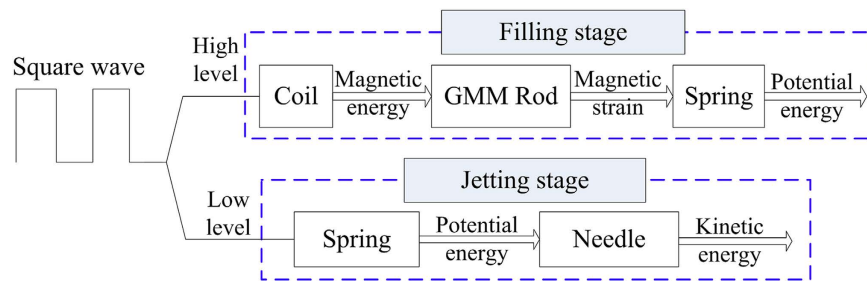 Filling stage
Square wave
High
level
Coil
Magnetic
energy
GMM Rod
Magnetic
strain
Spring
Potential
energy
Jetting stage
Low
level
Spring
Potential
energy
Needle
Kinetic
energy